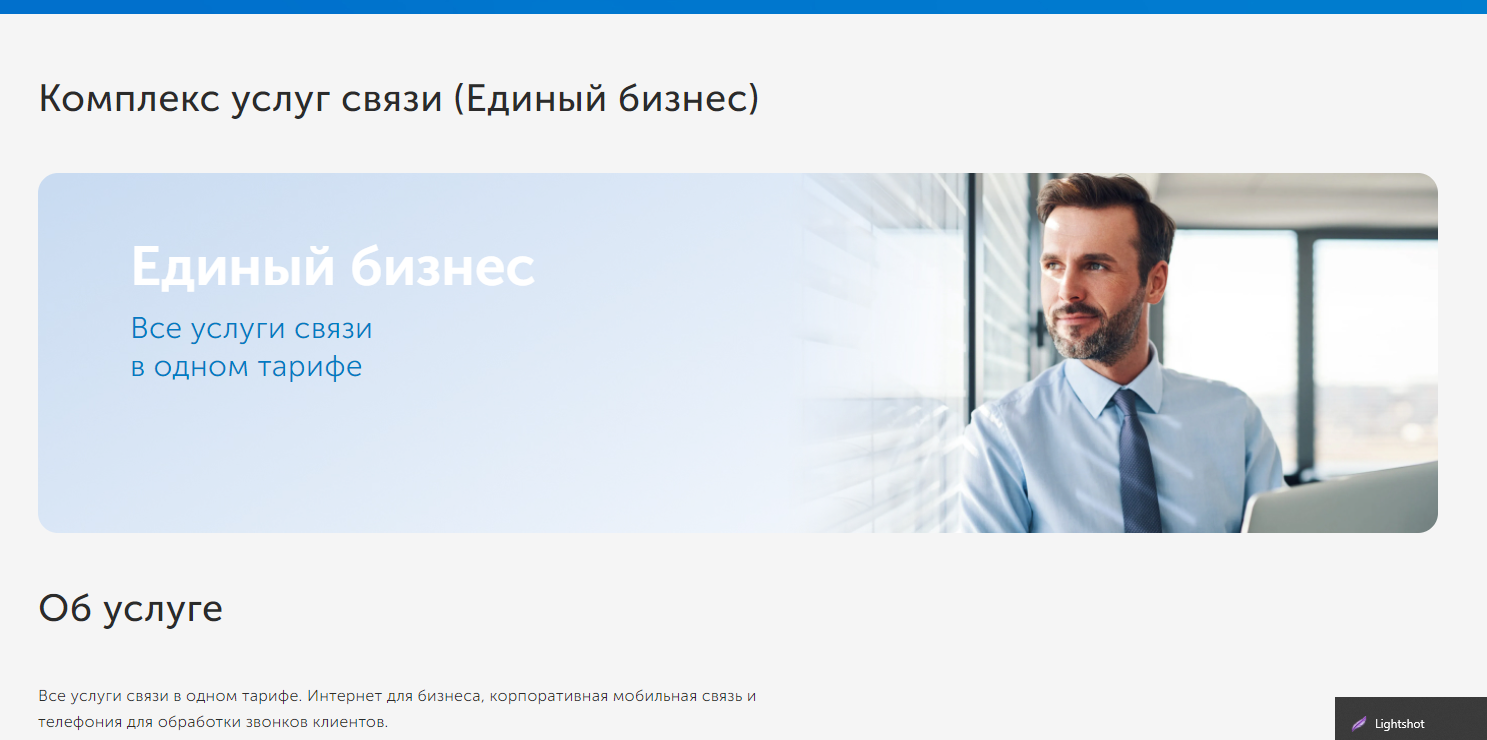 Комплекс услуг связи (Единый бизнес)
Единый бизнес
Все услуги связи
в одном тарифе
Об услуге
Все услуги связи в одном тарифе. Интернет для бизнеса, корпоративная мобильная связь и
телефония для обработки звонков клиентов.
Lightshot